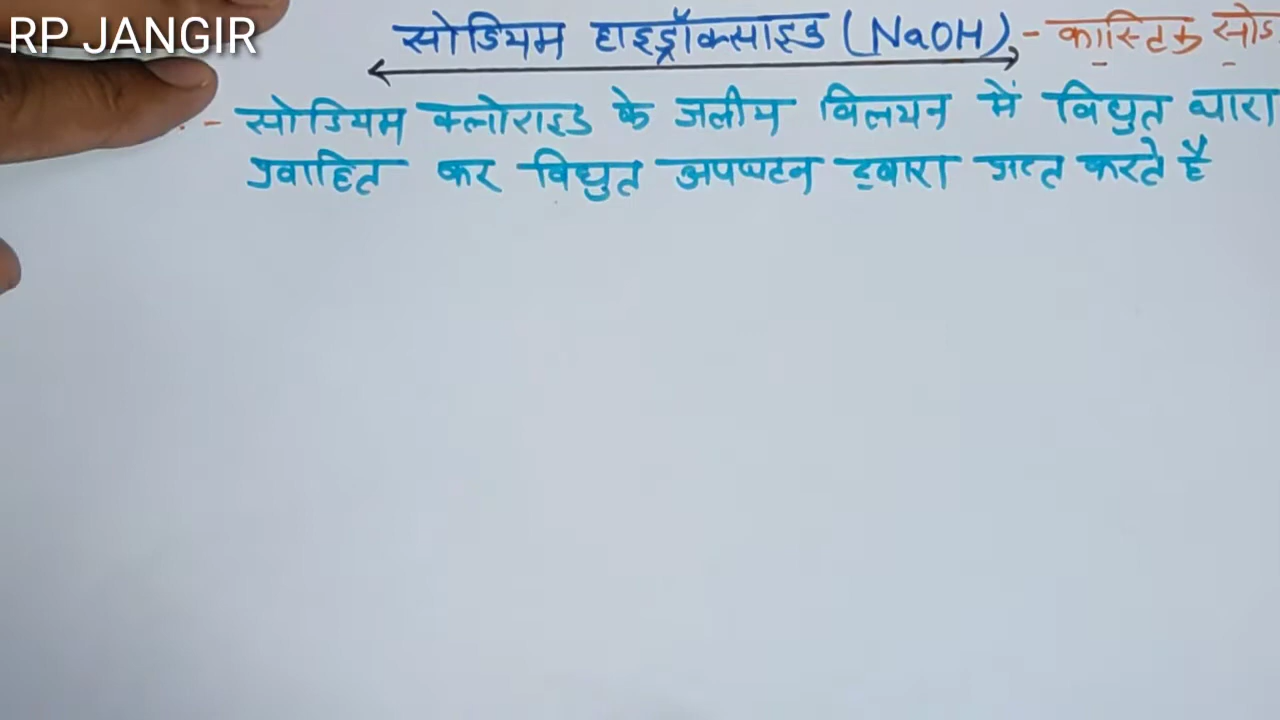 RP JANGIR
सोडियम हाइड्रॉक्साइड (NaOH) - कास्टिक सोड
- सोडियम क्लोराइड के जलीय विलयन में विद्युत धारा
प्रवाहित कर विद्युत अपघटन द्वारा प्राप्त करते है